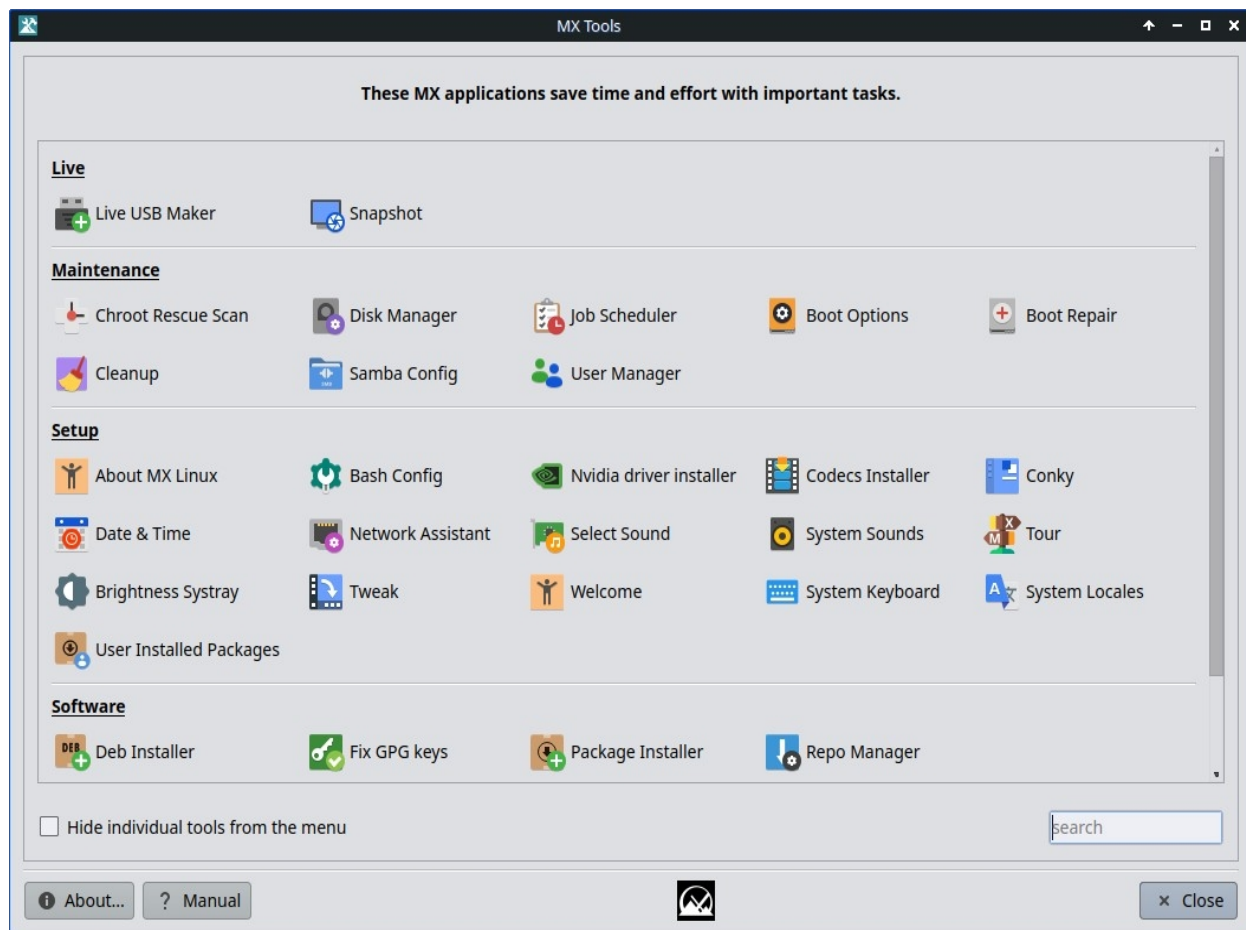 MX Tools
These MX applications save time and effort with important tasks.
Live
Live USB Maker Snapshot
Maintenance
Chroot Rescue Scan Disk Manager Job Scheduler Boot Options Boot Repair
Cleanup Samba Config User Manager
Setup
About MX Linux Bash Config Nvidia driver installer Codecs Installer Conky
Date & Time Network Assistant Select Sound System Sounds Tour
Brightness Systray Tweak Welcome System Keyboard System Locales
User Installed Packages
Software
Deb Installer Fix GPG keys Package Installer Repo Manager
Hide individual tools from the menu search
About... ? Manual Close